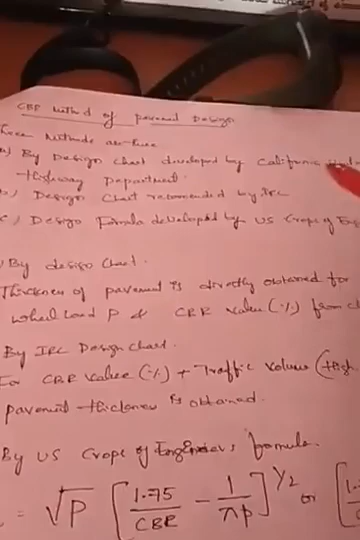 CBR Method of pavement Design
Three Methods are there
a) By Design chart developed by California
Highway Department.
b.) Design chart recomended by IRC
c) Design Formula developed by US Crope of
By design chart.
Thickness of pavement is directly obtained for
wheel load P & CBR value (%) from
By IRC Design chart.
For CBR value (%) + Traffic volume
pavement thickness is obtained.
By US Crope of Engineers formula.
= √P [1.75/CBR - 1/πp]^1/2 or